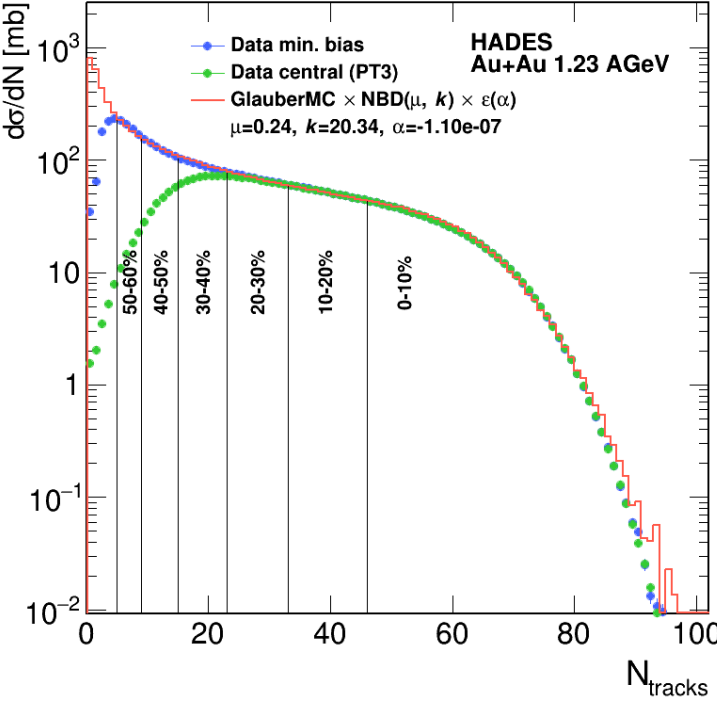 dσ/dN [mb]
10³
10²
10
1
10⁻¹
10⁻²
Data min. bias
Data central (PT3)
GlauberMC × NBD(μ, k) × ε(α)
μ=0.24, k=20.34, α=-1.10e-07
HADES
Au+Au 1.23 AGeV
50-60%
40-50%
30-40%
20-30%
10-20%
0-10%
0 20 40 60 80 100
N_tracks